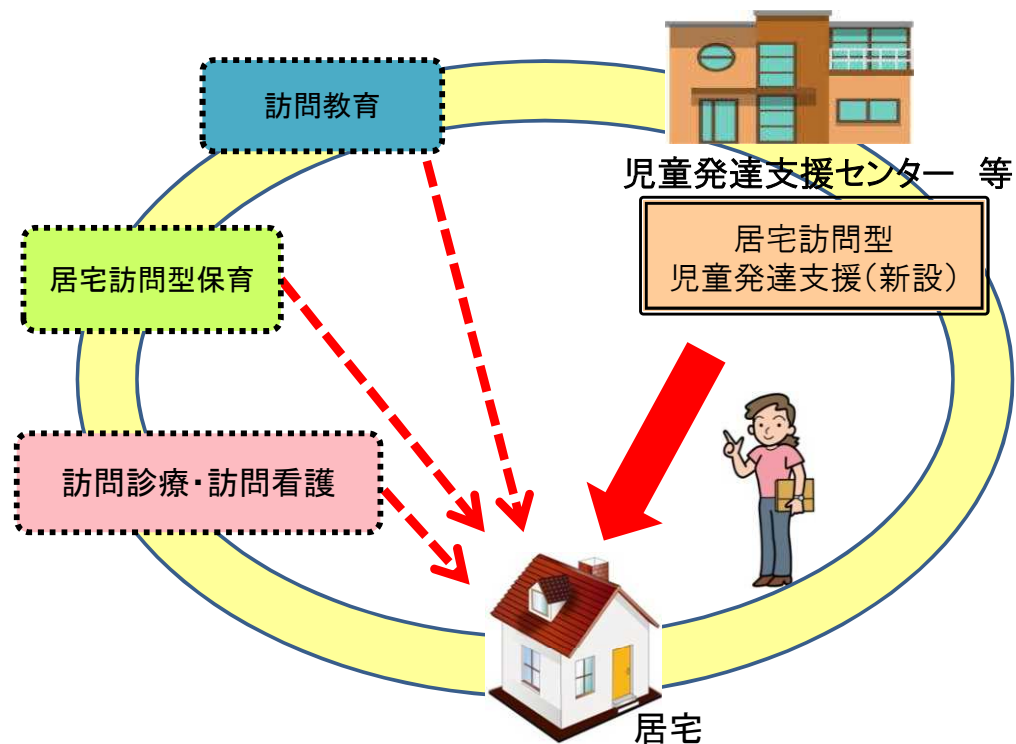 訪問教育
児童発達支援センター　等
居宅訪問型
児童発達支援(新設)
居宅訪問型保育
訪問診療・訪問看護
居宅